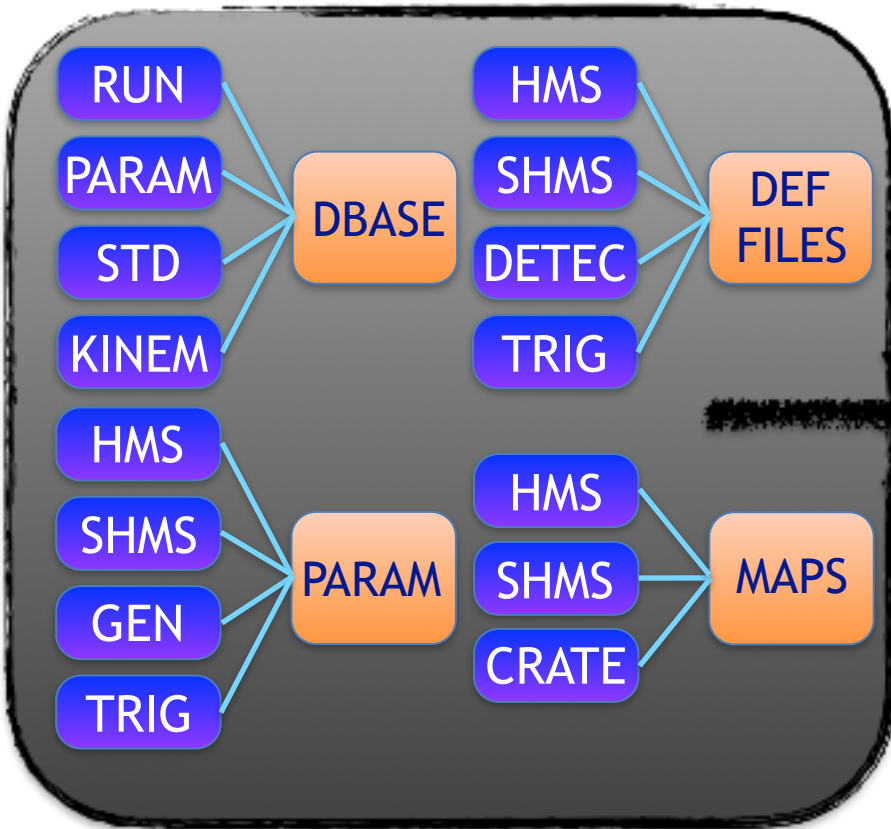 RUN
PARAM
STD
KINEM
DBASE
HMS
SHMS
DETEC
TRIG
DEF
FILES
HMS
SHMS
GEN
TRIG
PARAM
HMS
SHMS
CRATE
MAPS